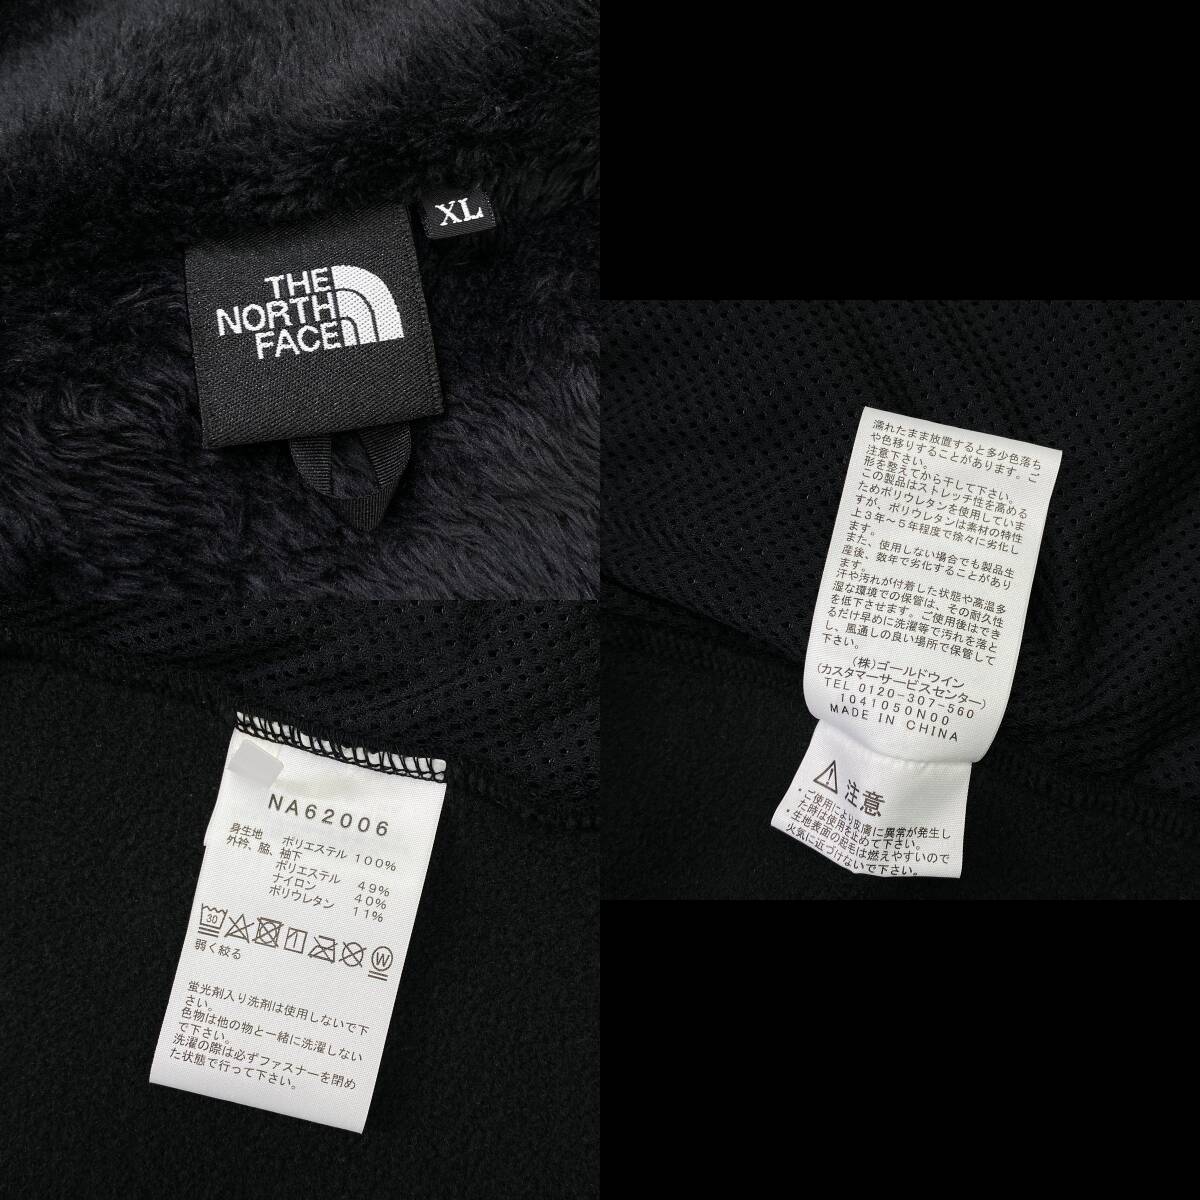 XL
THE
NORTH
FACE
濡れたまま放置すると多少色落ち
や色移りすることがあります。ご
注意下さい。
形を整えてから干して下さい。
この製品はストレッチ性を高める
ためポリウレタンを使用していま
すが、ポリウレタンは素材の特性
上3年〜5年程度で徐々に劣化し
ます。
また、使用しない場合でも製品生
産後、数年で劣化することがあり
ます。
汗や汚れが付着した状態や高温多
湿な環境での保管は、その耐久性
を低下させます。ご使用後はでき
るだけ早めに洗濯等で汚れを落と
し、風通しの良い場所で保管して
下さい。
(株)ゴールドウイン
(カスタマーサービスセンター)
TEL 0120-307-560
1041050N00
MADE IN CHINA
注意
・ご使用により皮膚に異常が発生し
た時は使用を止めて下さい。
・生地表面の起毛は燃えやすいので
火気に近づけないで下さい。
NA62006
身生地 ポリエステル 100%
外衿、脇、袖下
ポリエステル 49%
ナイロン 40%
ポリウレタン 11%
30
W
弱く絞る
蛍光剤入り洗剤は使用しないで下
さい。
色物は他の物と一緒に洗濯しない
で下さい。
洗濯の際は必ずファスナーを閉め
た状態で行って下さい。